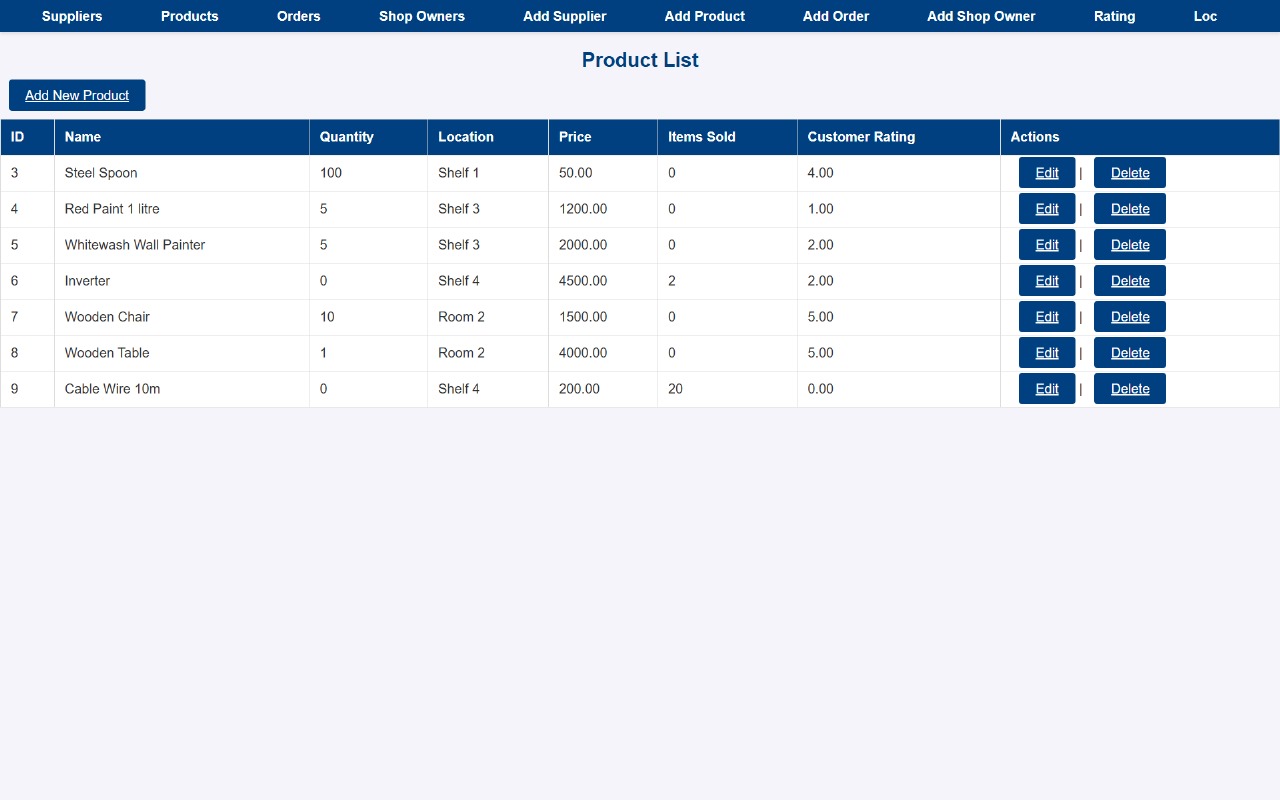 Suppliers Products Orders Shop Owners Add Supplier Add Product Add Order Add Shop Owner Rating Loc
Product List
Add New Product
ID Name Quantity Location Price Items Sold Customer Rating Actions
3 Steel Spoon 100 Shelf 1 50.00 0 4.00 Edit | Delete
4 Red Paint 1 litre 5 Shelf 3 1200.00 0 1.00 Edit | Delete
5 Whitewash Wall Painter 5 Shelf 3 2000.00 0 2.00 Edit | Delete
6 Inverter 0 Shelf 4 4500.00 2 2.00 Edit | Delete
7 Wooden Chair 10 Room 2 1500.00 0 5.00 Edit | Delete
8 Wooden Table 1 Room 2 4000.00 0 5.00 Edit | Delete
9 Cable Wire 10m 0 Shelf 4 200.00 20 0.00 Edit | Delete